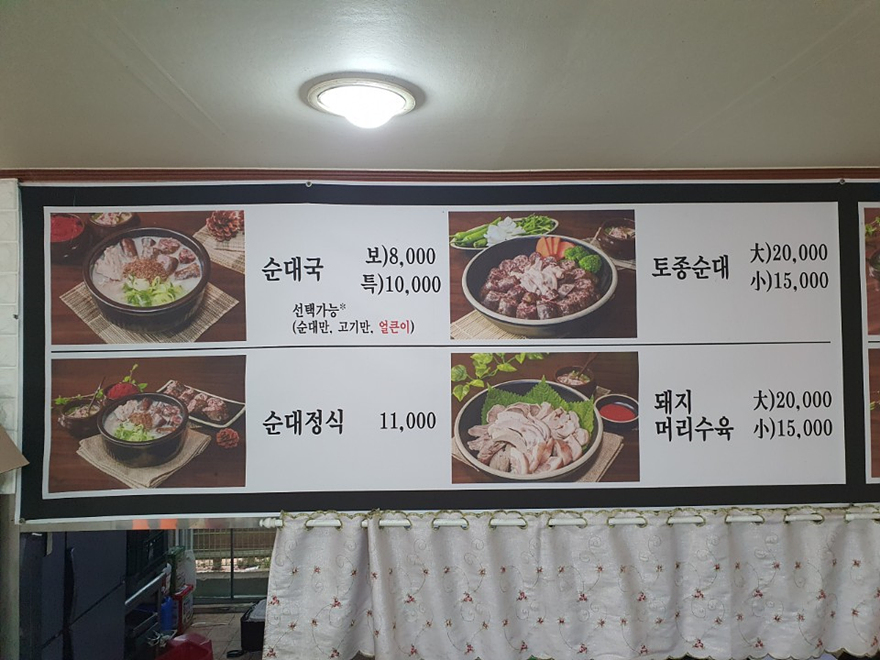 순대국 보)8,000
특)10,000
선택가능*
(순대만, 고기만, 얼큰이)
토종순대 大)20,000
小)15,000
순대정식 11,000
돼지 大)20,000
머리수육 小)15,000